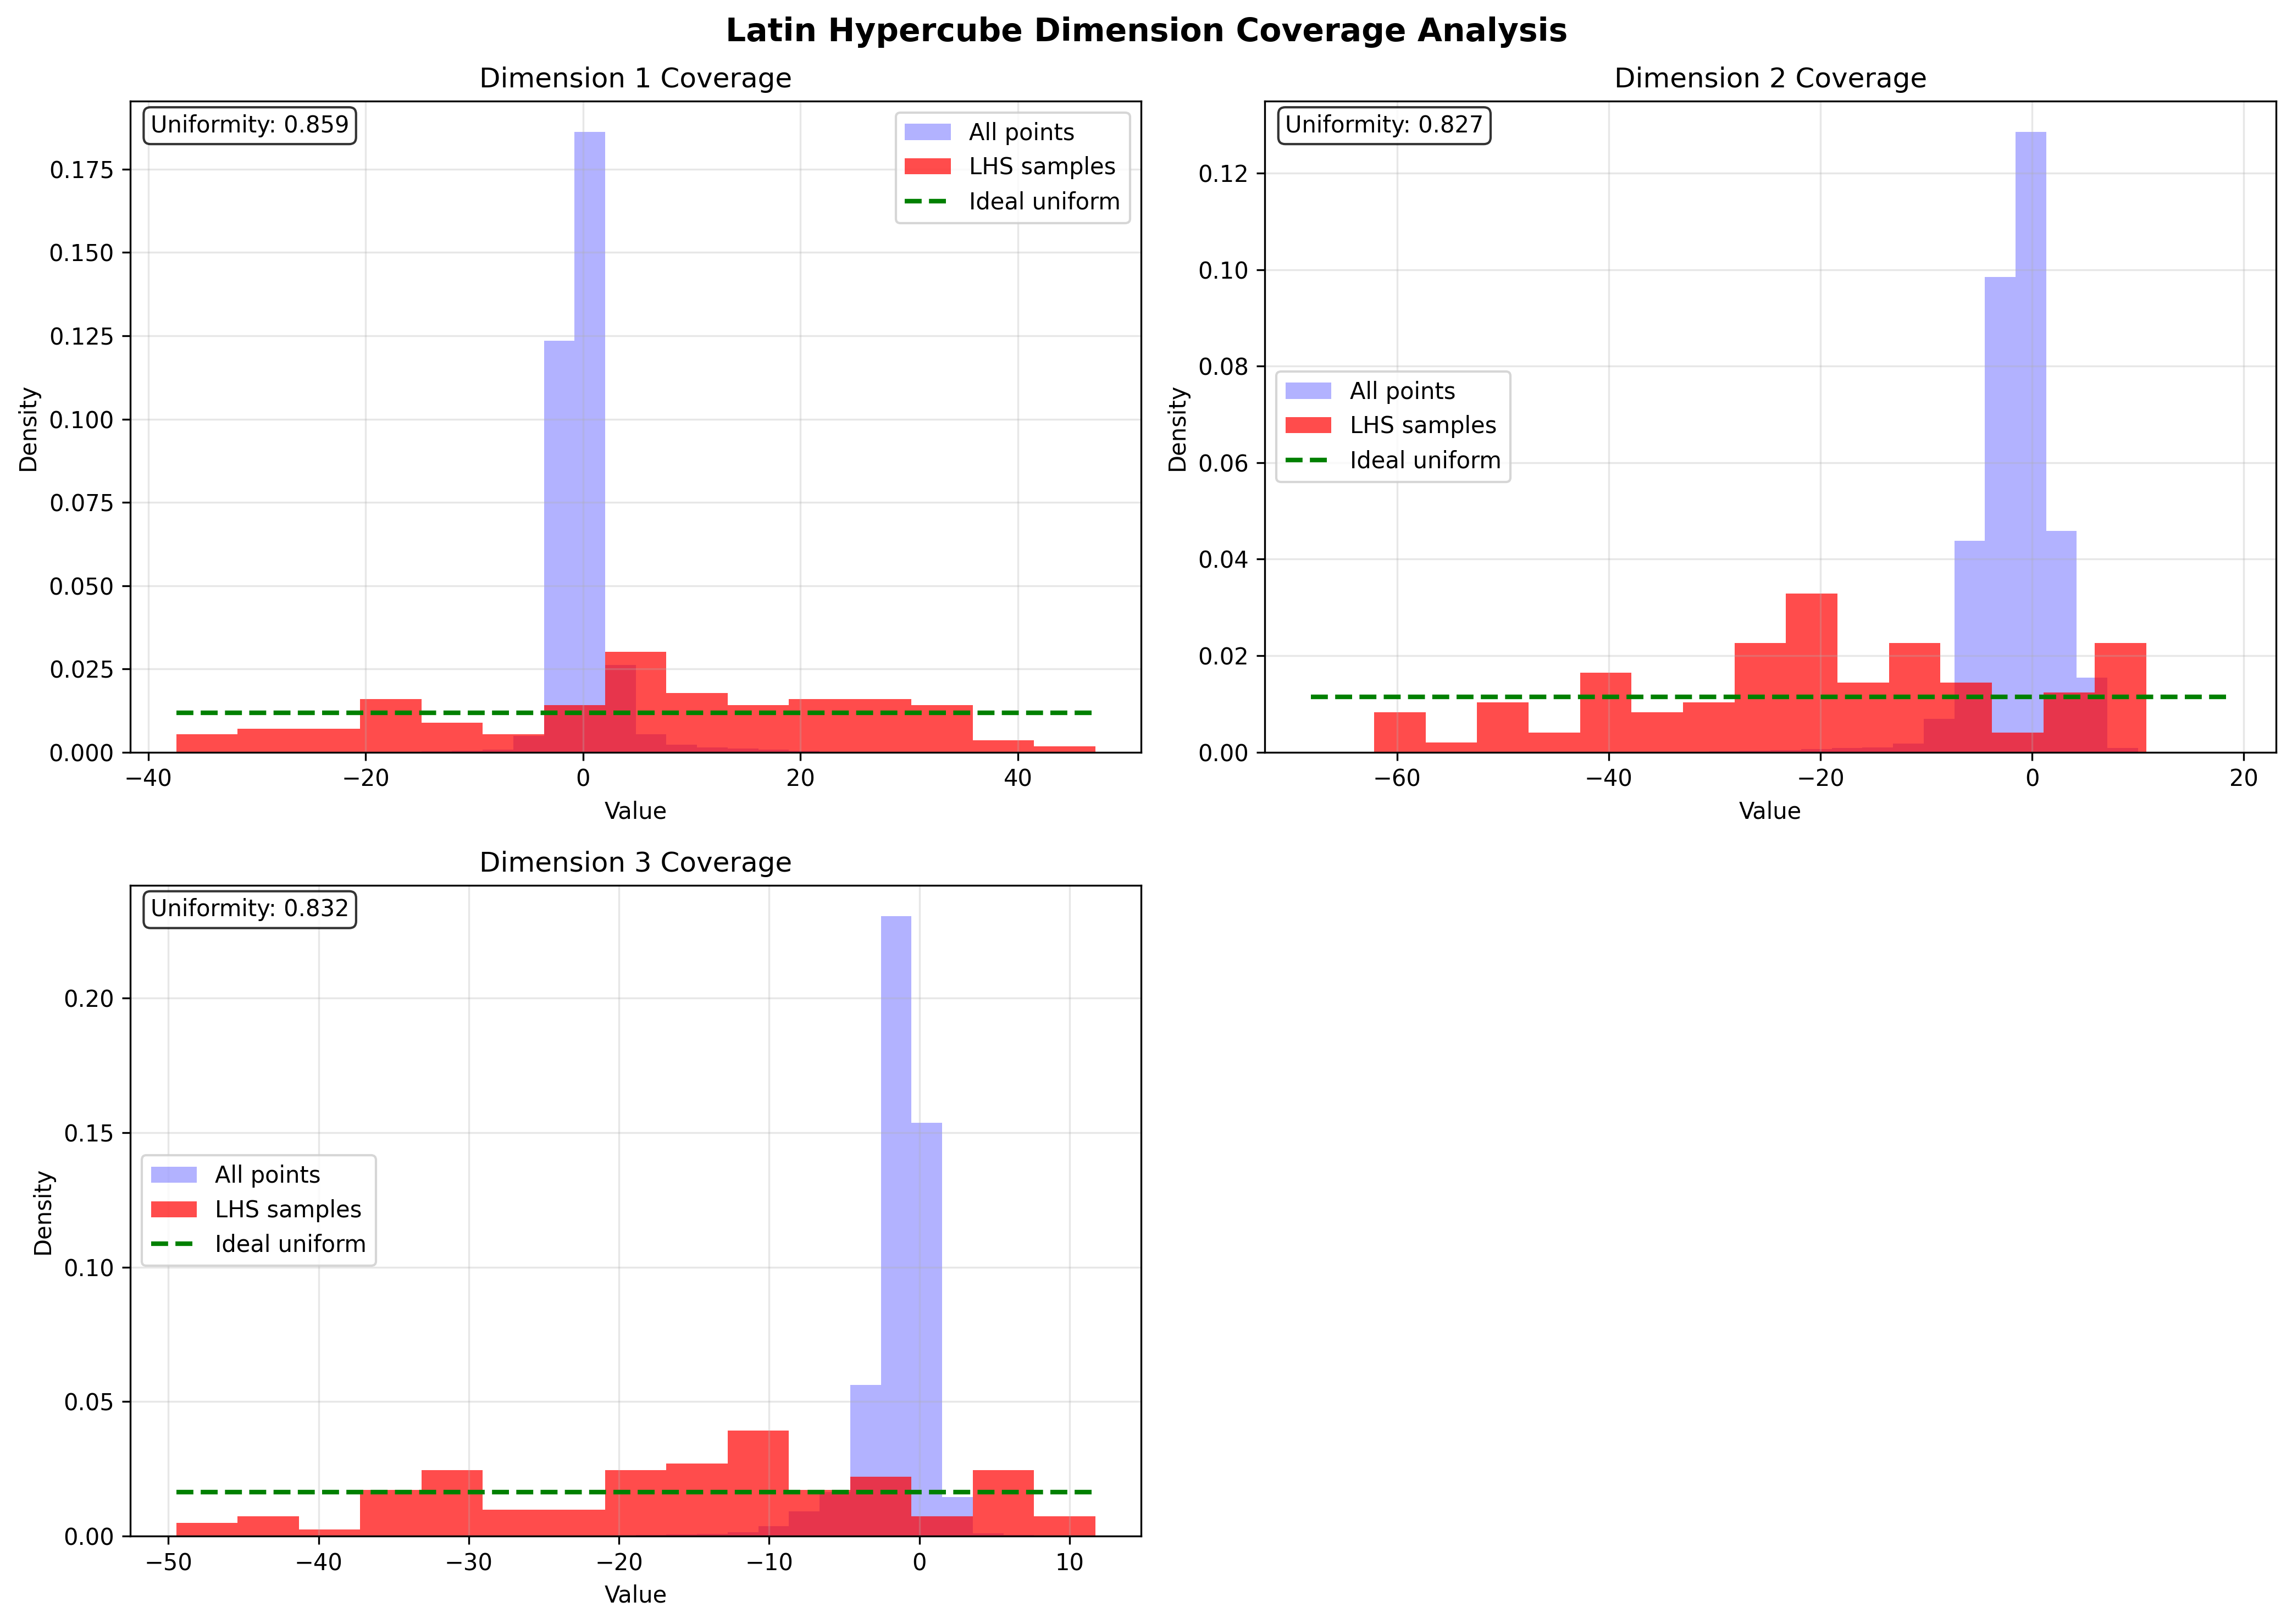 Latin Hypercube Dimension Coverage Analysis
Dimension 1 Coverage
Uniformity: 0.859
All points
LHS samples
Ideal uniform
0.175
0.150
0.125
0.100
0.075
0.050
0.025
0.000
Density
−40 −20 0 20 40
Value
Dimension 2 Coverage
Uniformity: 0.827
All points
LHS samples
Ideal uniform
0.12
0.10
0.08
0.06
0.04
0.02
0.00
Density
−60 −40 −20 0 20
Value
Dimension 3 Coverage
Uniformity: 0.832
All points
LHS samples
Ideal uniform
0.20
0.15
0.10
0.05
0.00
Density
−50 −40 −30 −20 −10 0 10
Value